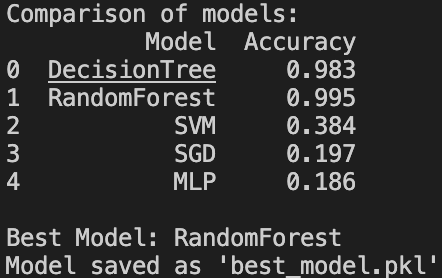 Comparison of models:
Model Accuracy
0 DecisionTree 0.983
1 RandomForest 0.995
2 SVM 0.384
3 SGD 0.197
4 MLP 0.186
Best Model: RandomForest
Model saved as 'best_model.pkl'